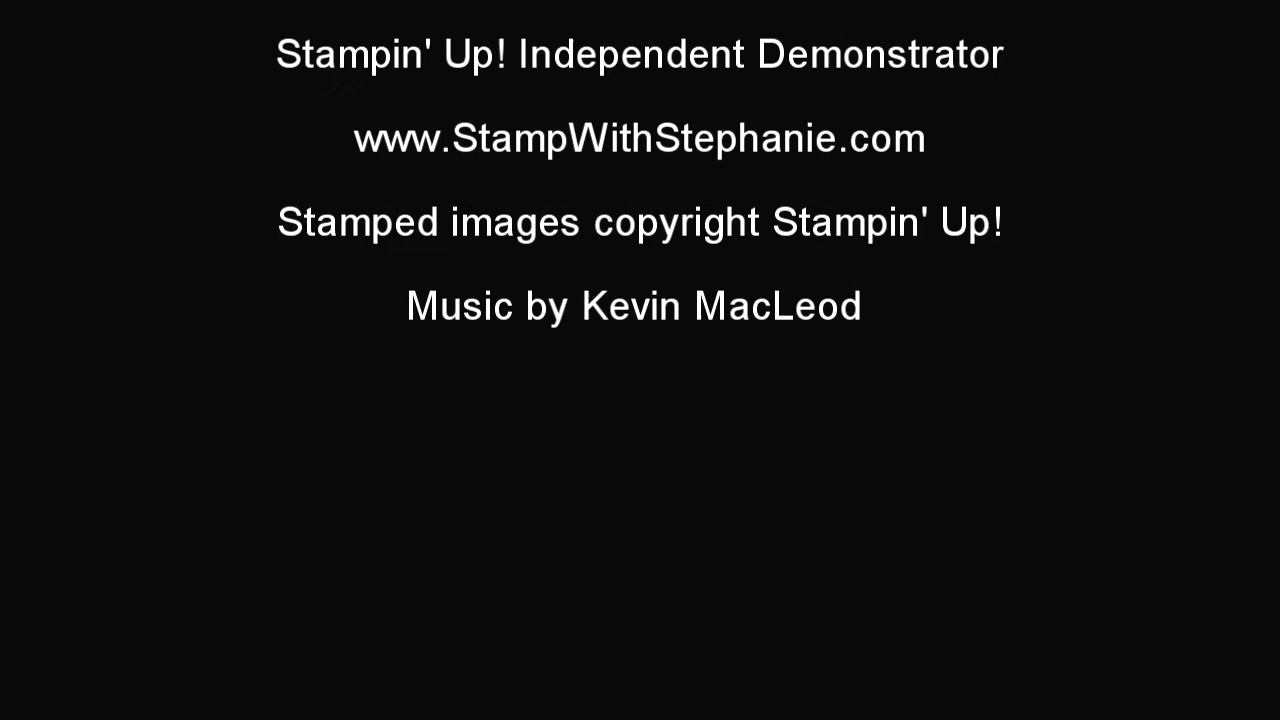 Stampin' Up! Independent Demonstrator
www.StampWithStephanie.com
Stamped images copyright Stampin' Up!
Music by Kevin MacLeod